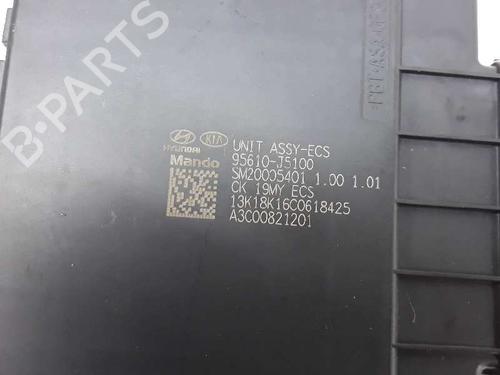 HYUNDAI KIA
Mando
UNIT ASSY-ECS
95610-J5100
SM20005401 1.00 1.01
CK 19MY ECS
13K18K16C0618425
A3C00821201
B-PARTS